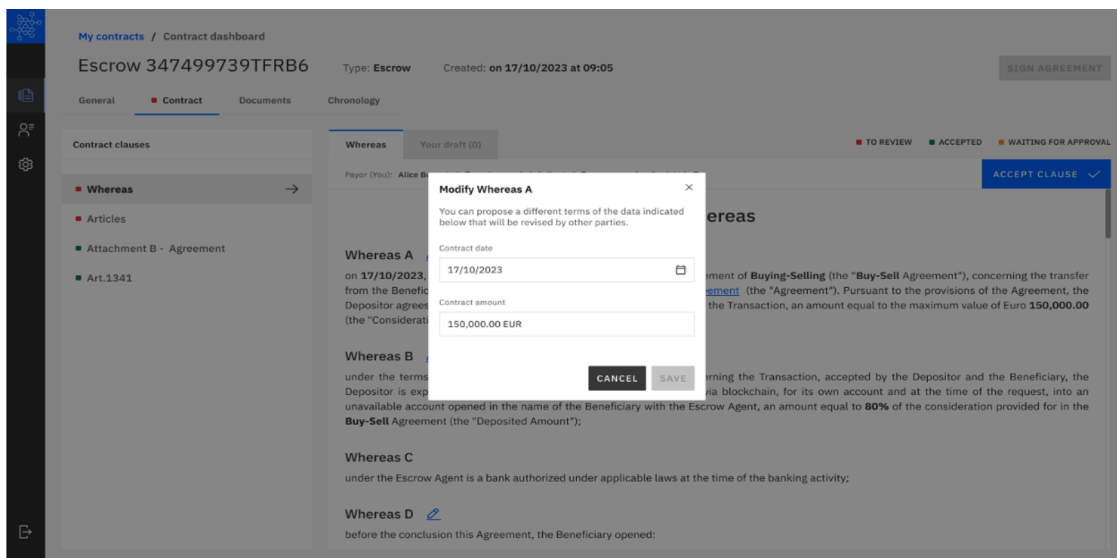 My contracts / Contract dashboard
Escrow 347499739TFRB6
Type: Escrow
Created: on 17/10/2023 at 09:05
SIGN AGREEMENT
General
Contract
Documents
Chronology
Contract clauses
Whereas
Articles
Attachment B - Agreement
Art.1341
Whereas
Your draft (0)
TO REVIEW
ACCEPTED
WAITING FOR APPROVAL
Payor (You): Alice
ACCEPT CLAUSE
ereas
Whereas A
on 17/10/2023, ement of Buying-Selling (the "Buy-Sell Agreement"), concerning the transfer
from the Benefic ement (the "Agreement"). Pursuant to the provisions of the Agreement, the
Depositor agrees the Transaction, an amount equal to the maximum value of Euro 150,000.00
(the "Considerati
Whereas B
under the terms erning the Transaction, accepted by the Depositor and the Beneficiary, the
Depositor is exp via blockchain, for its own account and at the time of the request, into an
unavailable account opened in the name of the Beneficiary with the Escrow Agent, an amount equal to 80% of the consideration provided for in the
Buy-Sell Agreement (the "Deposited Amount");
Whereas C
under the Escrow Agent is a bank authorized under applicable laws at the time of the banking activity;
Whereas D
before the conclusion this Agreement, the Beneficiary opened:
Modify Whereas A
You can propose a different terms of the data indicated
below that will be revised by other parties.
Contract date
17/10/2023
Contract amount
150,000.00 EUR
CANCEL
SAVE